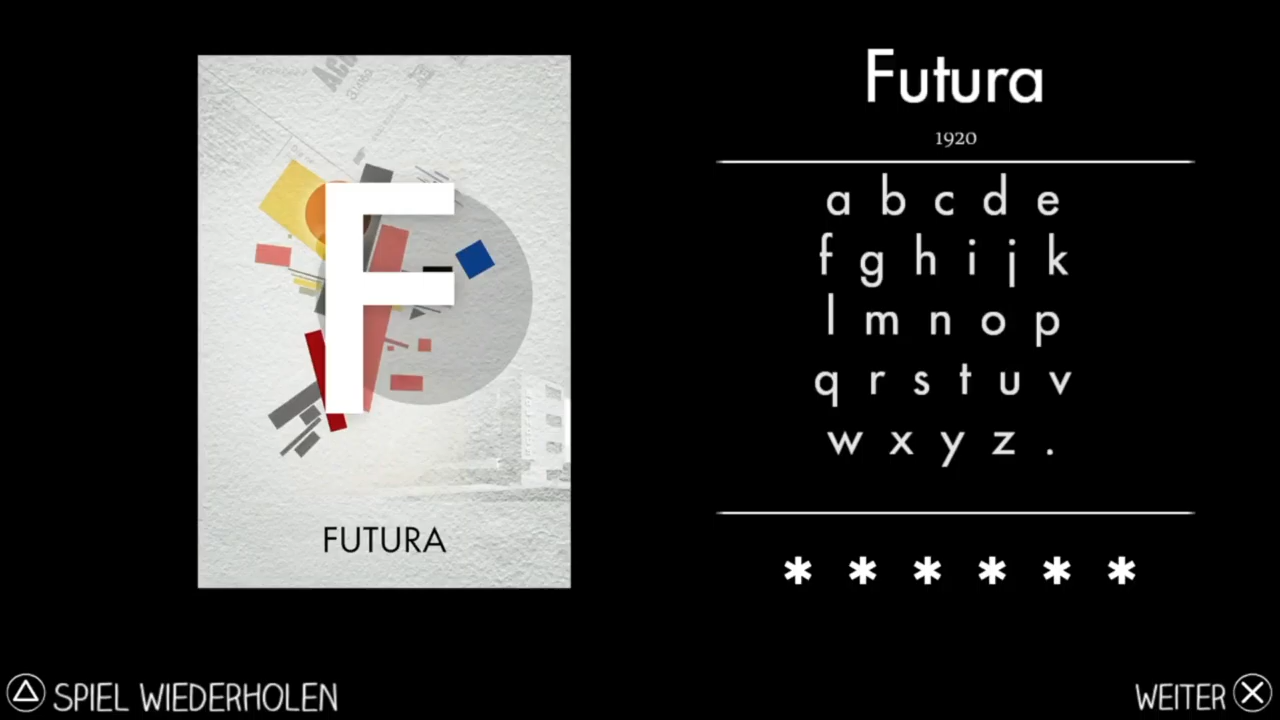 Futura
1920
a b c d e
f g h i j k
l m n o p
q r s t u v
w x y z .
* * * * * *
F
FUTURA
SPIEL WIEDERHOLEN
WEITER